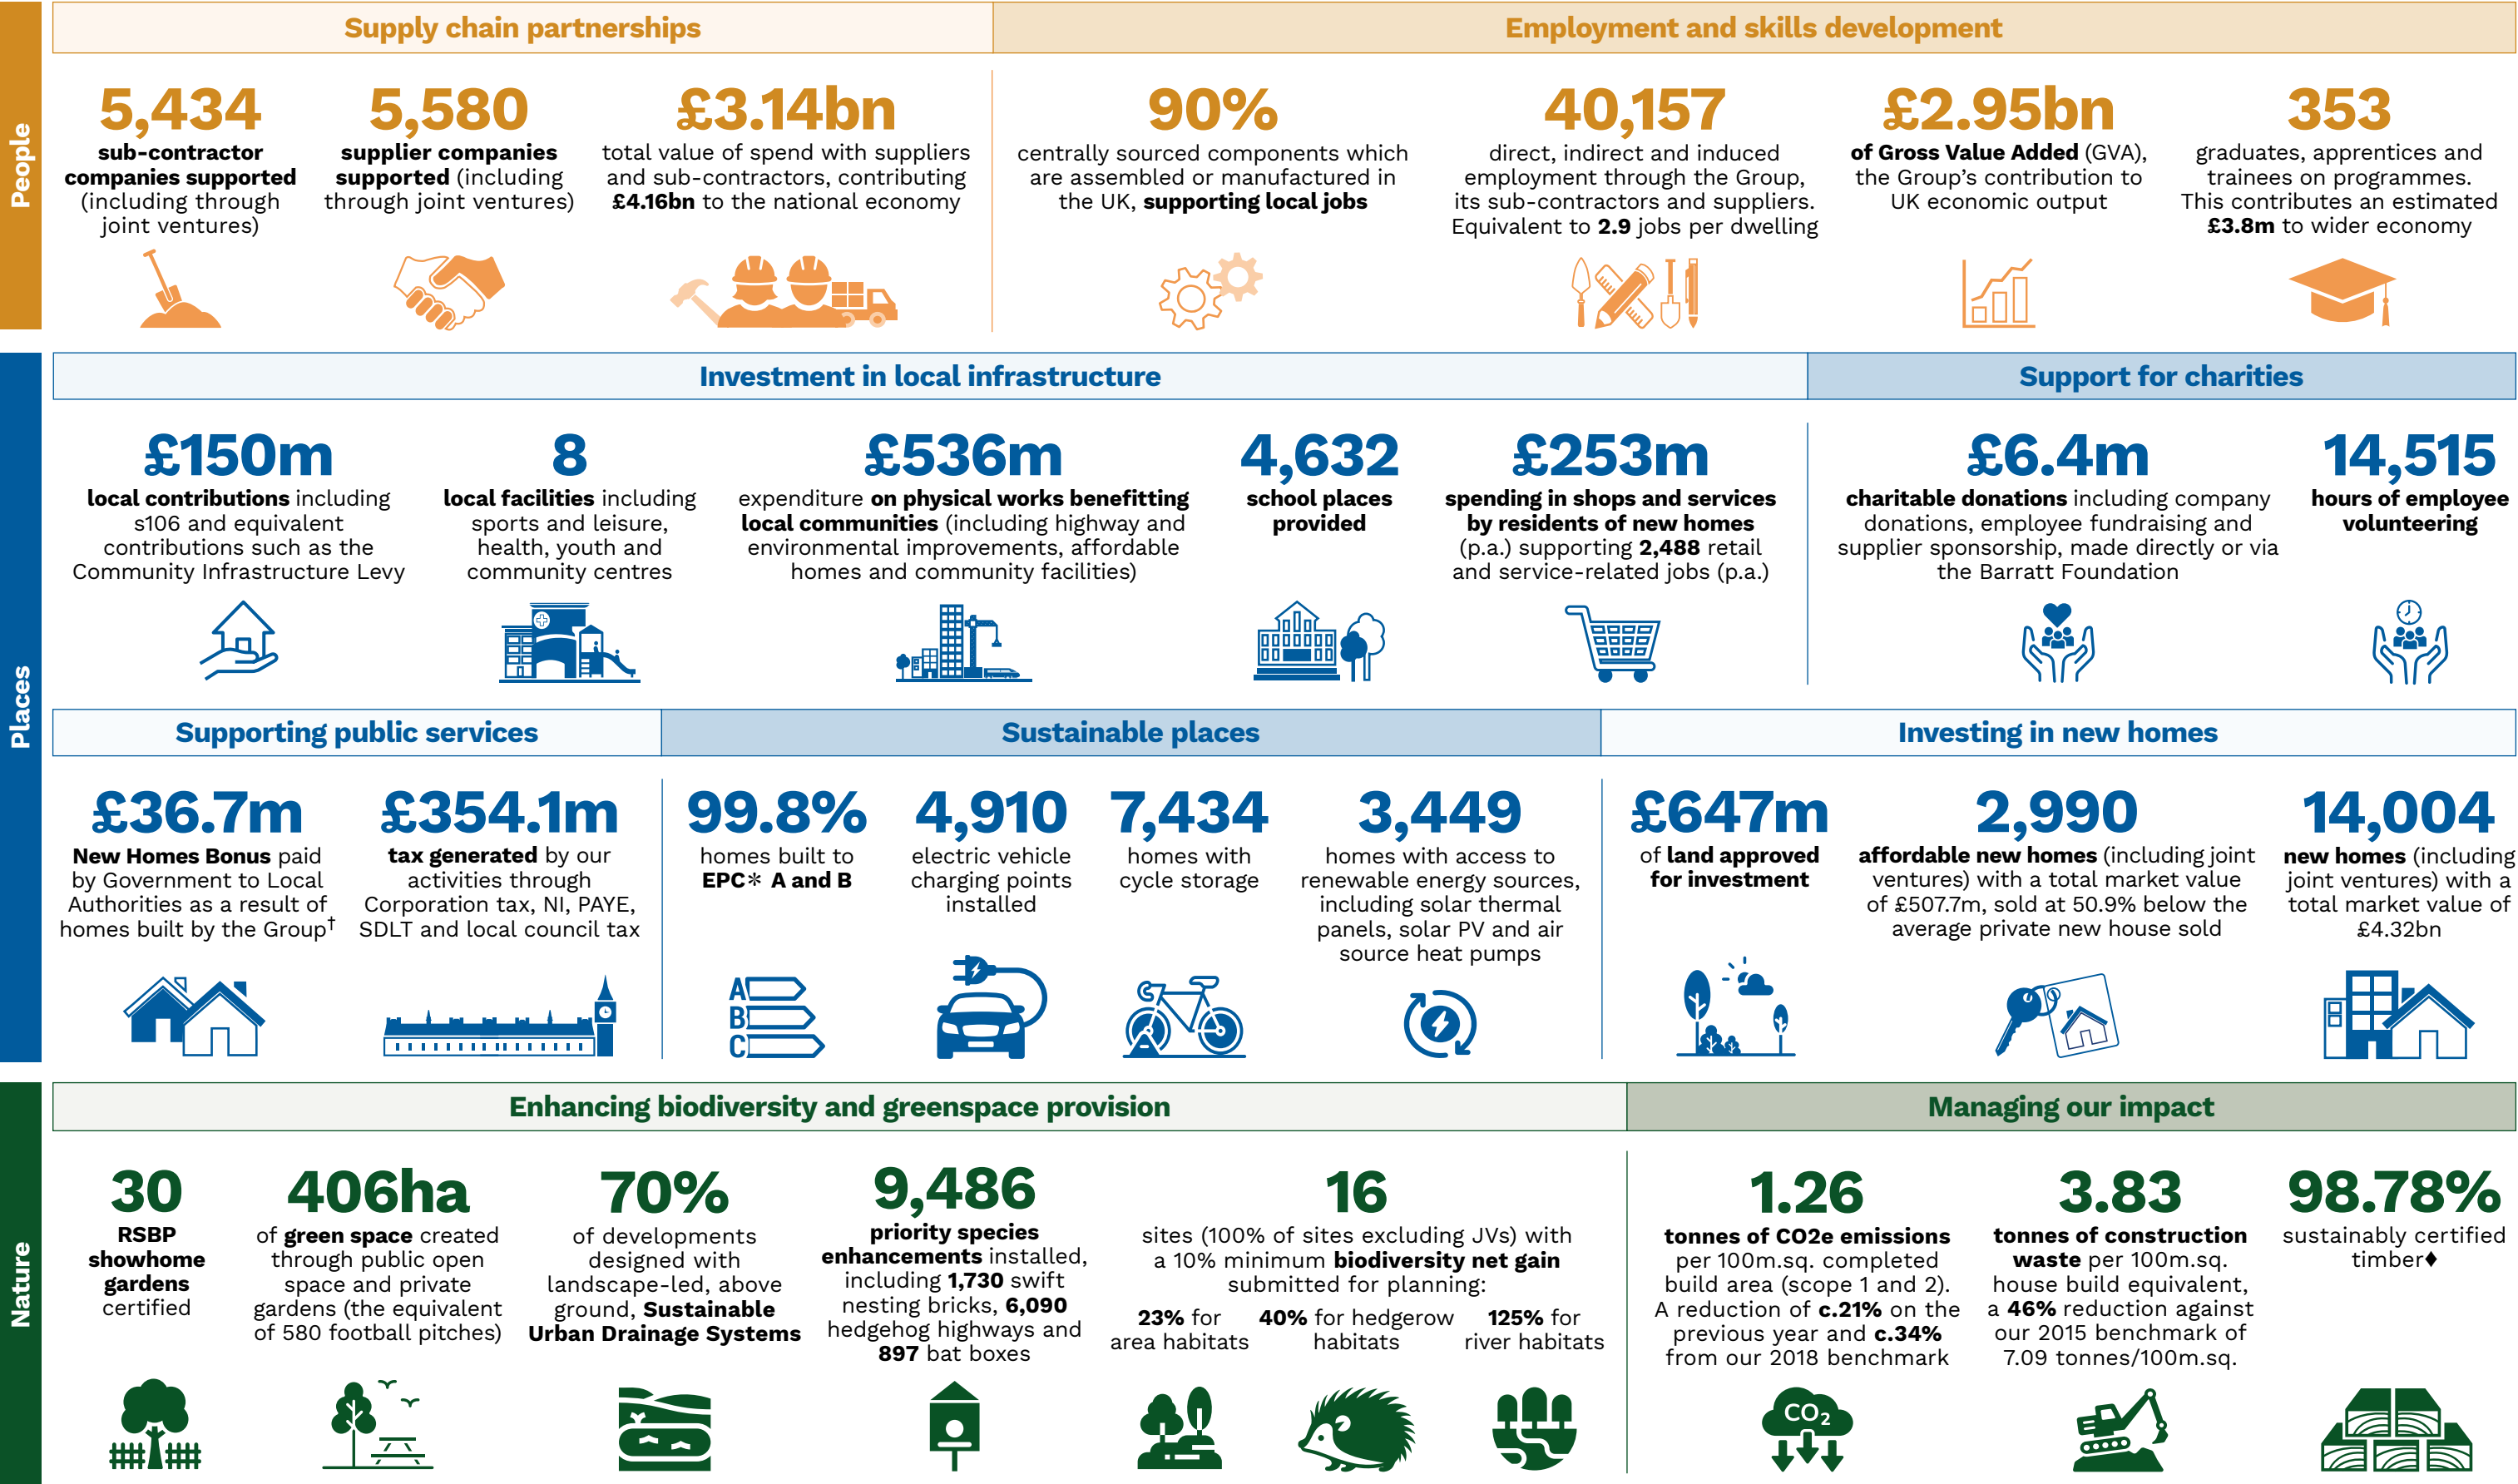 People
Supply chain partnerships
5,434
sub-contractor
companies supported
(including through
joint ventures)
5,580
supplier companies
supported (including
through joint ventures)
£3.14bn
total value of spend with suppliers
and sub-contractors, contributing
£4.16bn to the national economy
Employment and skills development
90%
centrally sourced components which
are assembled or manufactured in
the UK, supporting local jobs
40,157
direct, indirect and induced
employment through the Group,
its sub-contractors and suppliers.
Equivalent to 2.9 jobs per dwelling
£2.95bn
of Gross Value Added (GVA),
the Group's contribution to
UK economic output
353
graduates, apprentices and
trainees on programmes.
This contributes an estimated
£3.8m to wider economy
Places
Investment in local infrastructure
£150m
local contributions including
s106 and equivalent
contributions such as the
Community Infrastructure Levy
8
local facilities including
sports and leisure,
health, youth and
community centres
£536m
expenditure on physical works benefitting
local communities (including highway and
environmental improvements, affordable
homes and community facilities)
4,632
school places
provided
£253m
spending in shops and services
by residents of new homes
(p.a.) supporting 2,488 retail
and service-related jobs (p.a.)
Support for charities
£6.4m
charitable donations including company
donations, employee fundraising and
supplier sponsorship, made directly or via
the Barratt Foundation
14,515
hours of employee
volunteering
Supporting public services
£36.7m
New Homes Bonus paid
by Government to Local
Authorities as a result of
homes built by the Group†
£354.1m
tax generated by our
activities through
Corporation tax, NI, PAYE,
SDLT and local council tax
Sustainable places
99.8%
homes built to
EPC* A and B
A
B
C
4,910
electric vehicle
charging points
installed
7,434
homes with
cycle storage
3,449
homes with access to
renewable energy sources,
including solar thermal
panels, solar PV and air
source heat pumps
Investing in new homes
£647m
of land approved
for investment
2,990
affordable new homes (including joint
ventures) with a total market value
of £507.7m, sold at 50.9% below the
average private new house sold
14,004
new homes (including
joint ventures) with a
total market value of
£4.32bn
Nature
Enhancing biodiversity and greenspace provision
30
RSBP
showhome
gardens
certified
406ha
of green space created
through public open
space and private
gardens (the equivalent
of 580 football pitches)
70%
of developments
designed with
landscape-led, above
ground, Sustainable
Urban Drainage Systems
9,486
priority species
enhancements installed,
including 1,730 swift
nesting bricks, 6,090
hedgehog highways and
897 bat boxes
16
sites (100% of sites excluding JVs) with
a 10% minimum biodiversity net gain
submitted for planning:
23% for
area habitats
40% for hedgerow
habitats
125% for
river habitats
Managing our impact
1.26
tonnes of CO2e emissions
per 100m.sq. completed
build area (scope 1 and 2).
A reduction of c.21% on the
previous year and c.34%
from our 2018 benchmark
CO₂
3.83
tonnes of construction
waste per 100m.sq.
house build equivalent,
a 46% reduction against
our 2015 benchmark of
7.09 tonnes/100m.sq.
98.78%
sustainably certified
timber♦